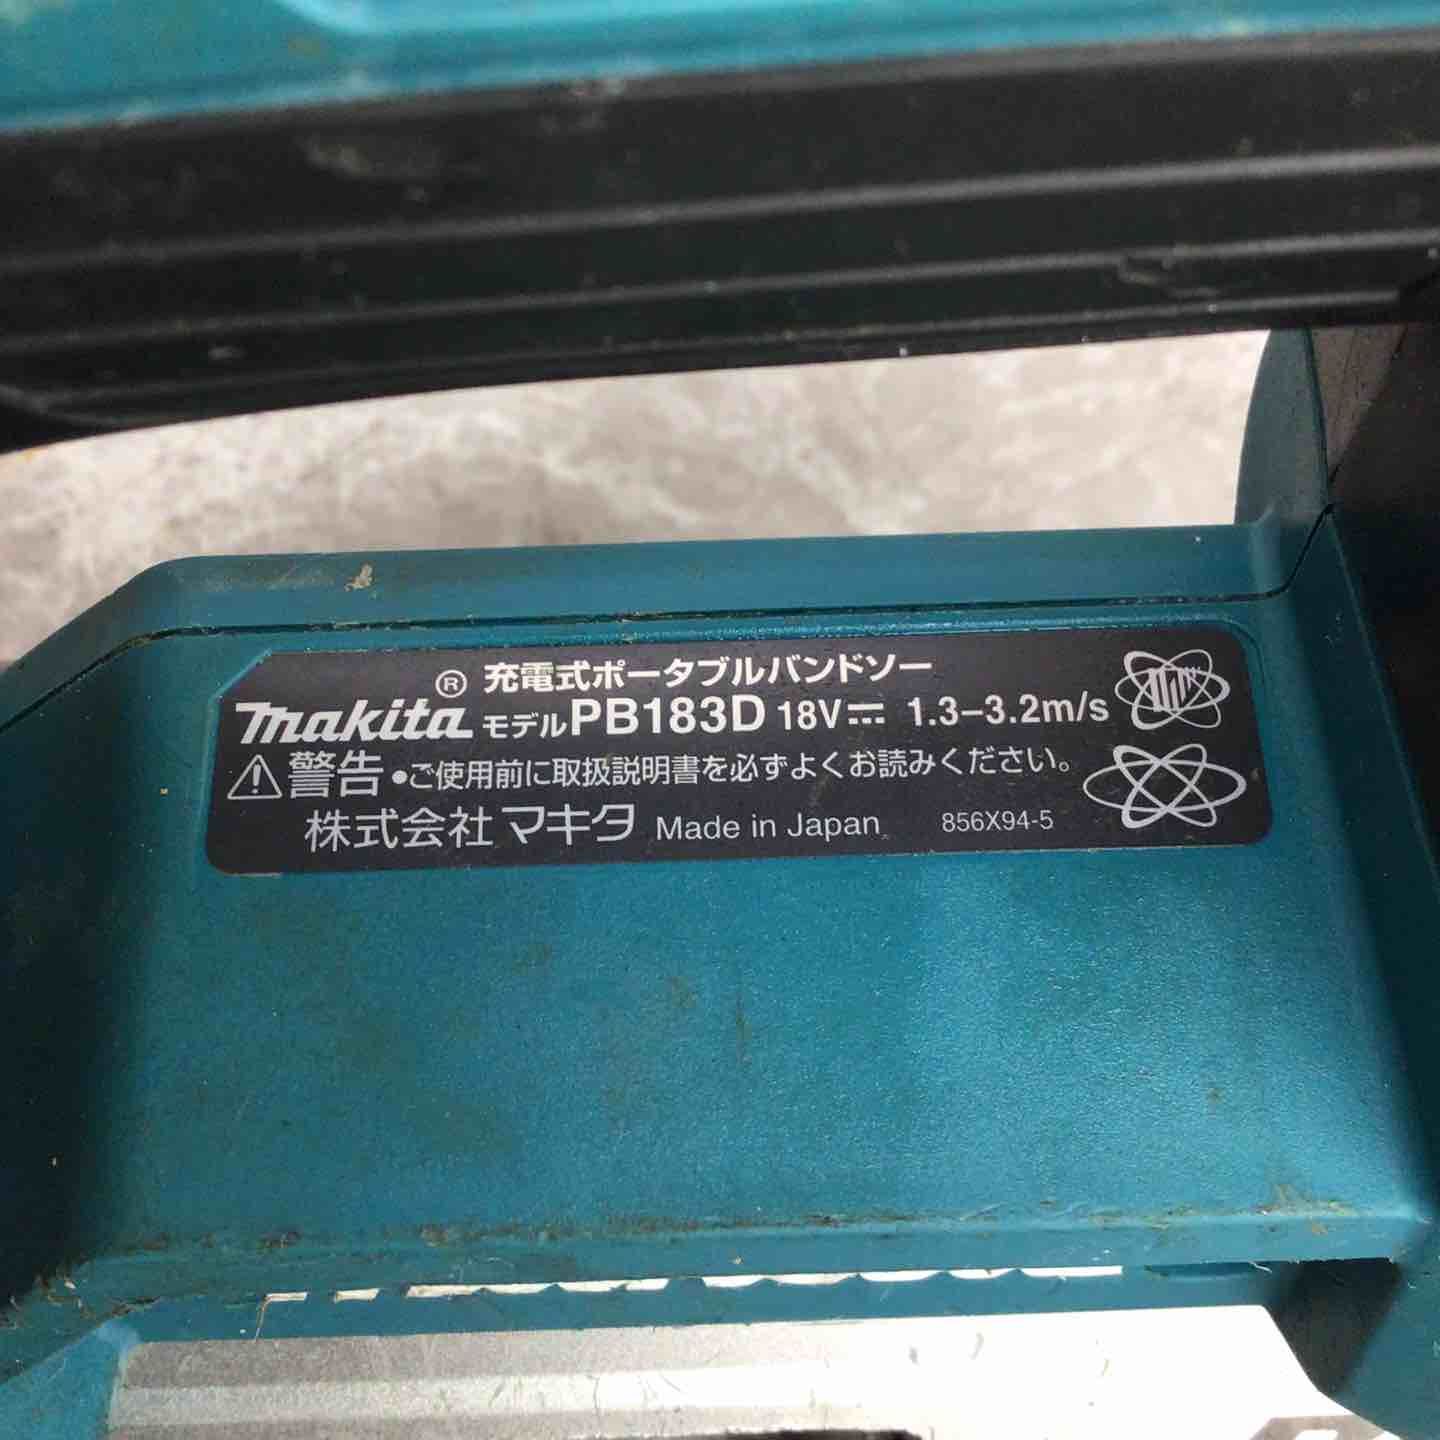 充電式ポータブルバンドソー
makita® モデルPB183D 18V⎓ 1.3−3.2m/s
⚠警告 •ご使用前に取扱説明書を必ずよくお読みください。
株式会社マキタ Made in Japan 856X94-5